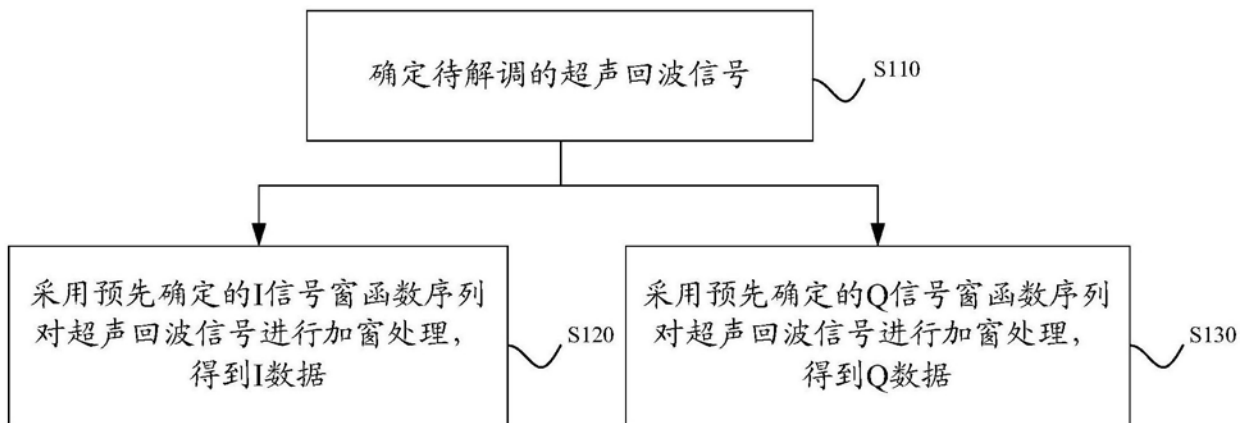 确定待解调的超声回波信号
S110
采用预先确定的I信号窗函数序列
对超声回波信号进行加窗处理，
得到I数据
S120
采用预先确定的Q信号窗函数序列
对超声回波信号进行加窗处理，
得到Q数据
S130